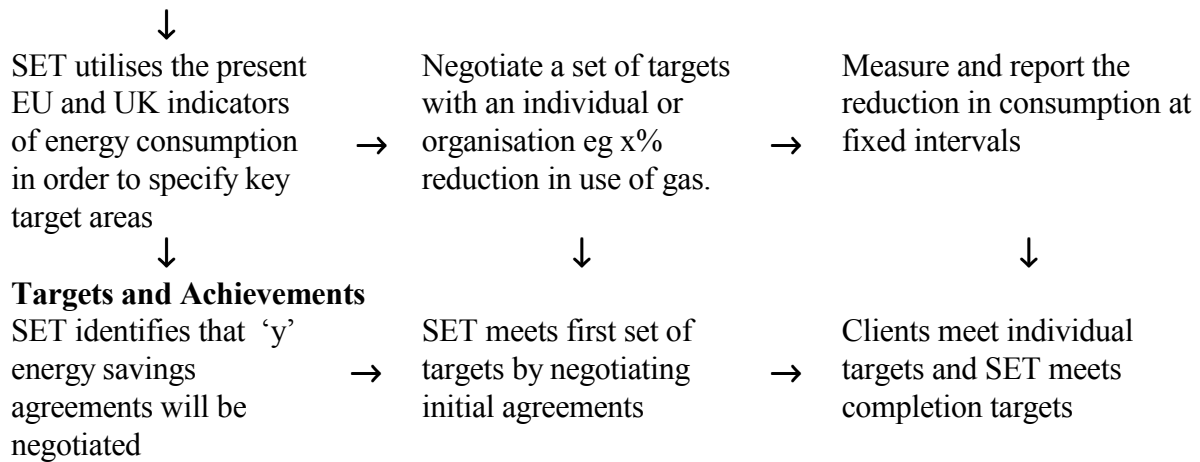 ↓
SET utilises the present
EU and UK indicators
of energy consumption
in order to specify key
target areas
→
Negotiate a set of targets
with an individual or
organisation eg x%
reduction in use of gas.
→
Measure and report the
reduction in consumption at
fixed intervals
↓
↓
↓
Targets and Achievements
SET identifies that ‘y’
energy savings
agreements will be
negotiated
→
SET meets first set of
targets by negotiating
initial agreements
→
Clients meet individual
targets and SET meets
completion targets